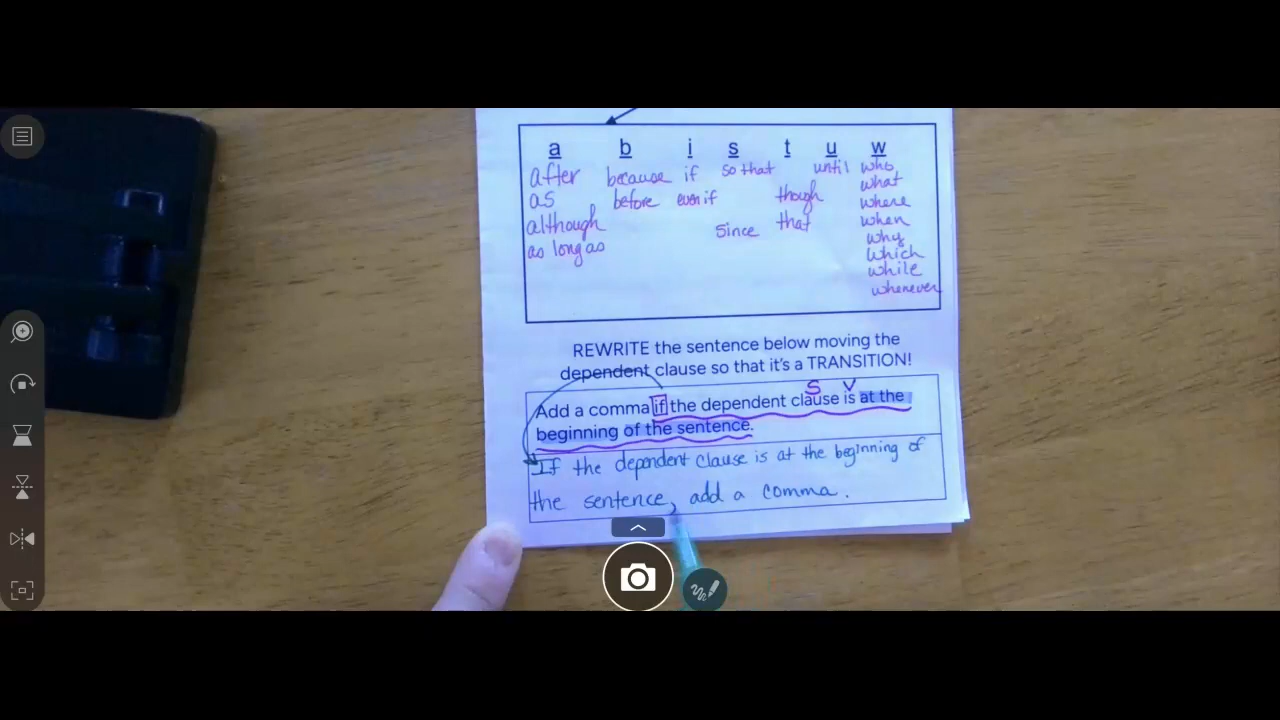 a b i s t u w
after because if so that until who
what
as before even if though where
although since that when
why
as long as which
while
whenever
REWRITE the sentence below moving the
dependent clause so that it's a TRANSITION!
S V
Add a comma if the dependent clause is at the
beginning of the sentence.
If the dependent clause is at the beginning of
the sentence, add a comma.